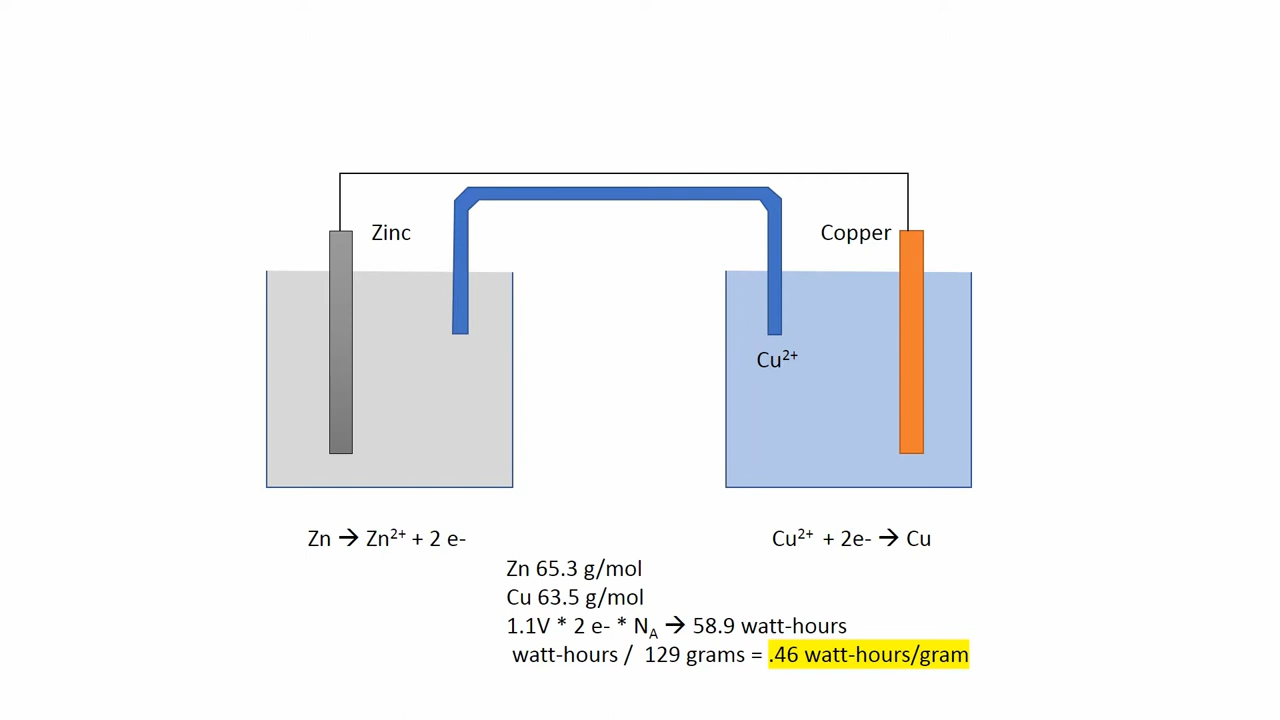 Zinc
Copper
Cu²⁺
Zn → Zn²⁺ + 2 e-
Cu²⁺ + 2e- → Cu
Zn 65.3 g/mol
Cu 63.5 g/mol
1.1V * 2 e- * N_A → 58.9 watt-hours
watt-hours / 129 grams = .46 watt-hours/gram